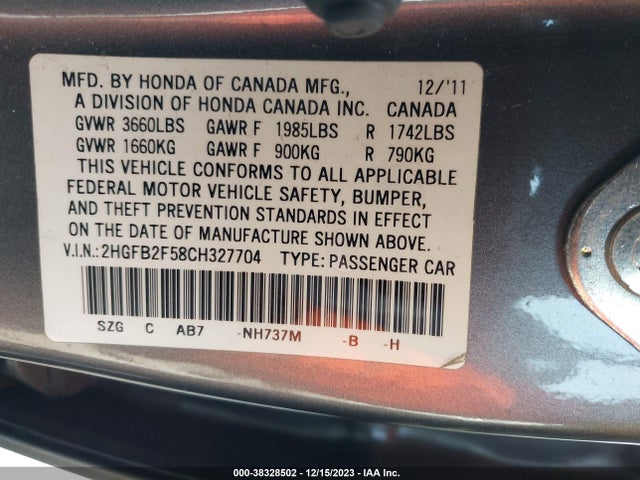 MFD. BY HONDA OF CANADA MFG., 12/'11
A DIVISION OF HONDA CANADA INC. CANADA
GVWR 3660LBS GAWR F 1985LBS R 1742LBS
GVWR 1660KG GAWR F 900KG R 790KG
THIS VEHICLE CONFORMS TO ALL APPLICABLE
FEDERAL MOTOR VEHICLE SAFETY, BUMPER,
AND THEFT PREVENTION STANDARDS IN EFFECT
ON THE DATE OF MANUFACTURE SHOWN ABOVE.
V.I.N.: 2HGFB2F58CH327704 TYPE: PASSENGER CAR
SZG C AB7 -NH737M -B -H
000-38328502 - 12/15/2023 - IAA Inc.